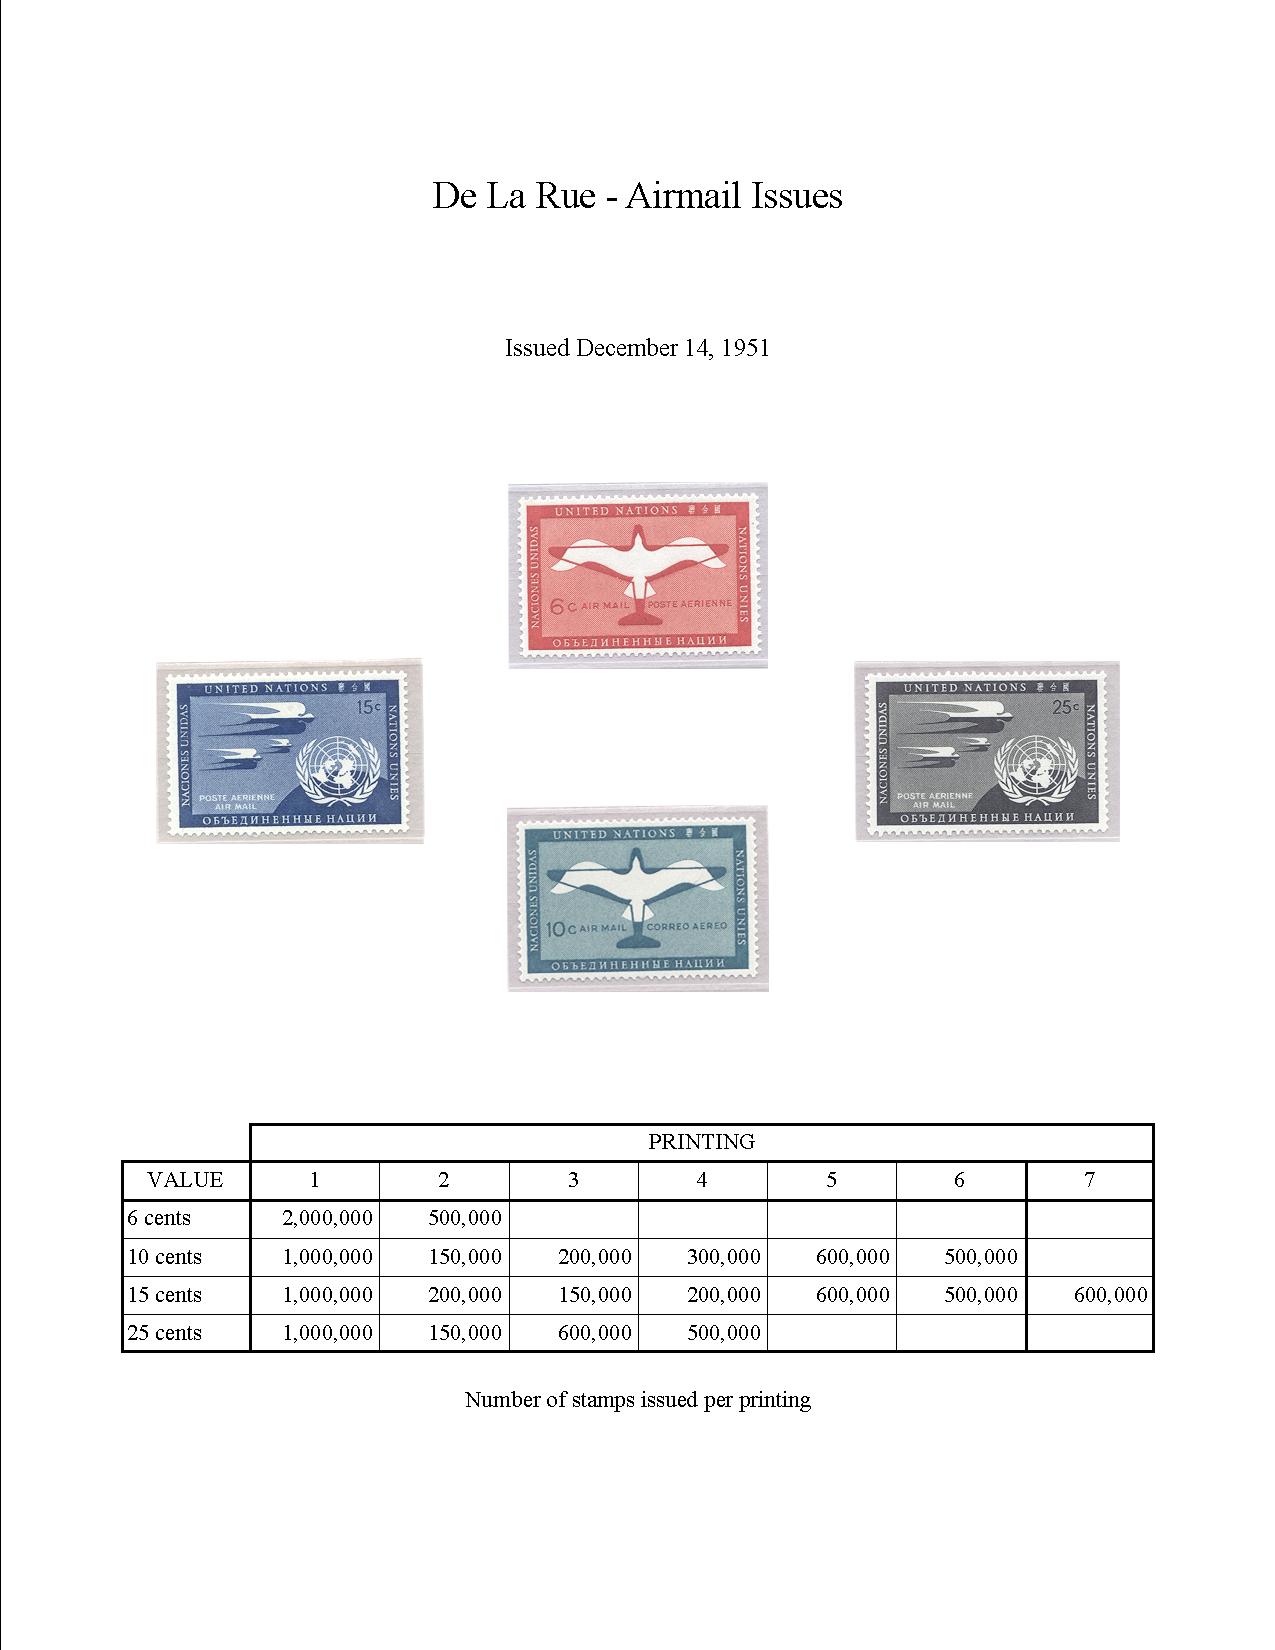 De La Rue - Airmail Issues
Issued December 14, 1951
UNITED NATIONS 聯合國
NACIONES UNIDAS
NATIONS UNIES
6c AIR MAIL POSTE AERIENNE
ОБЪЕДИНЕННЫЕ НАЦИИ
UNITED NATIONS 聯合國
NACIONES UNIDAS
15c
NATIONS UNIES
POSTE AERIENNE
AIR MAIL
ОБЪЕДИНЕННЫЕ НАЦИИ
UNITED NATIONS 聯合國
NACIONES UNIDAS
25c
NATIONS UNIES
POSTE AERIENNE
AIR MAIL
ОБЪЕДИНЕННЫЕ НАЦИИ
UNITED NATIONS 聯合國
NACIONES UNIDAS
NATIONS UNIES
10c AIR MAIL CORREO AEREO
ОБЪЕДИНЕННЫЕ НАЦИИ
PRINTING
VALUE 1 2 3 4 5 6 7
6 cents 2,000,000 500,000
10 cents 1,000,000 150,000 200,000 300,000 600,000 500,000
15 cents 1,000,000 200,000 150,000 200,000 600,000 500,000 600,000
25 cents 1,000,000 150,000 600,000 500,000
Number of stamps issued per printing